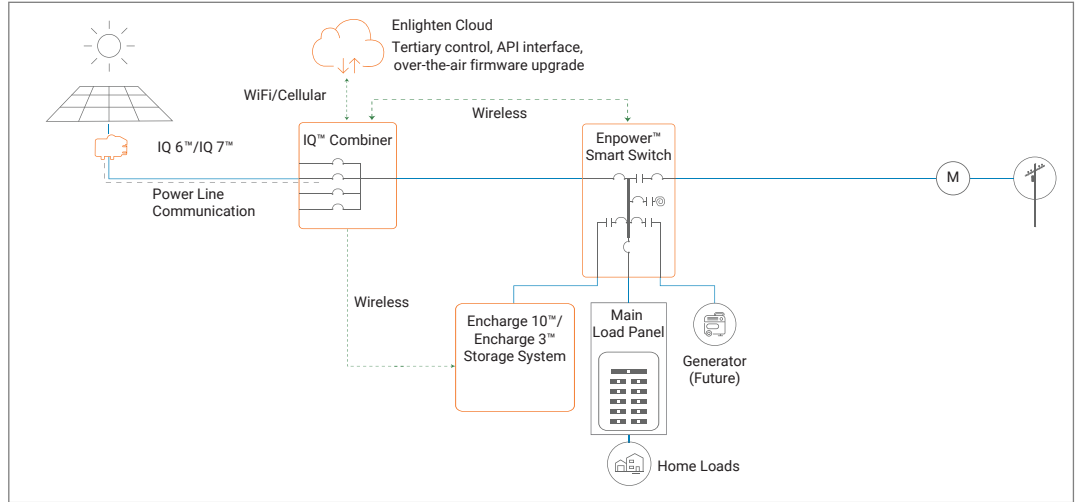 Enlighten Cloud
Tertiary control, API interface,
over-the-air firmware upgrade
WiFi/Cellular
Wireless
IQ™ Combiner
Enpower™
Smart Switch
IQ 6™/IQ 7™
Power Line
Communication
M
Wireless
Encharge 10™/
Encharge 3™
Storage System
Main
Load Panel
Generator
(Future)
Home Loads